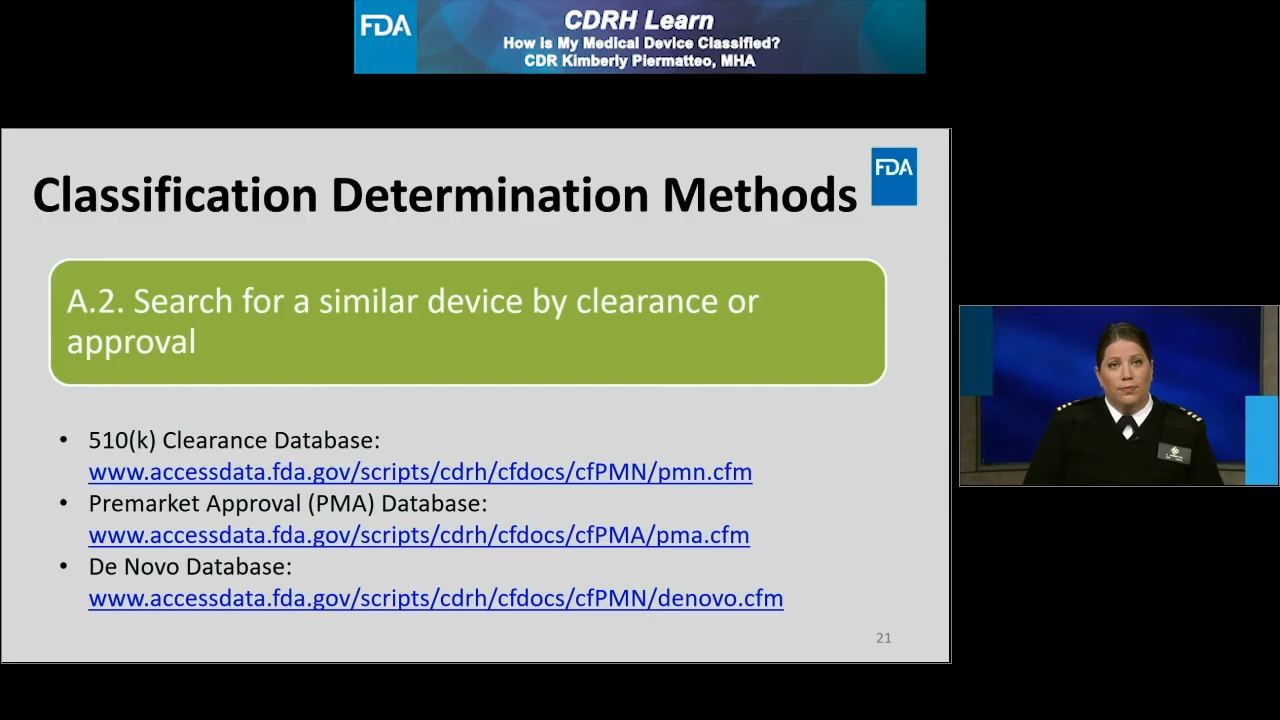 FDA
CDRH Learn
How is My Medical Device Classified?
CDR Kimberly Piermatteo, MHA
Classification Determination Methods
FDA
A.2. Search for a similar device by clearance or
approval
• 510(k) Clearance Database:
www.accessdata.fda.gov/scripts/cdrh/cfdocs/cfPMN/pmn.cfm
• Premarket Approval (PMA) Database:
www.accessdata.fda.gov/scripts/cdrh/cfdocs/cfPMA/pma.cfm
• De Novo Database:
www.accessdata.fda.gov/scripts/cdrh/cfdocs/cfPMN/denovo.cfm
21